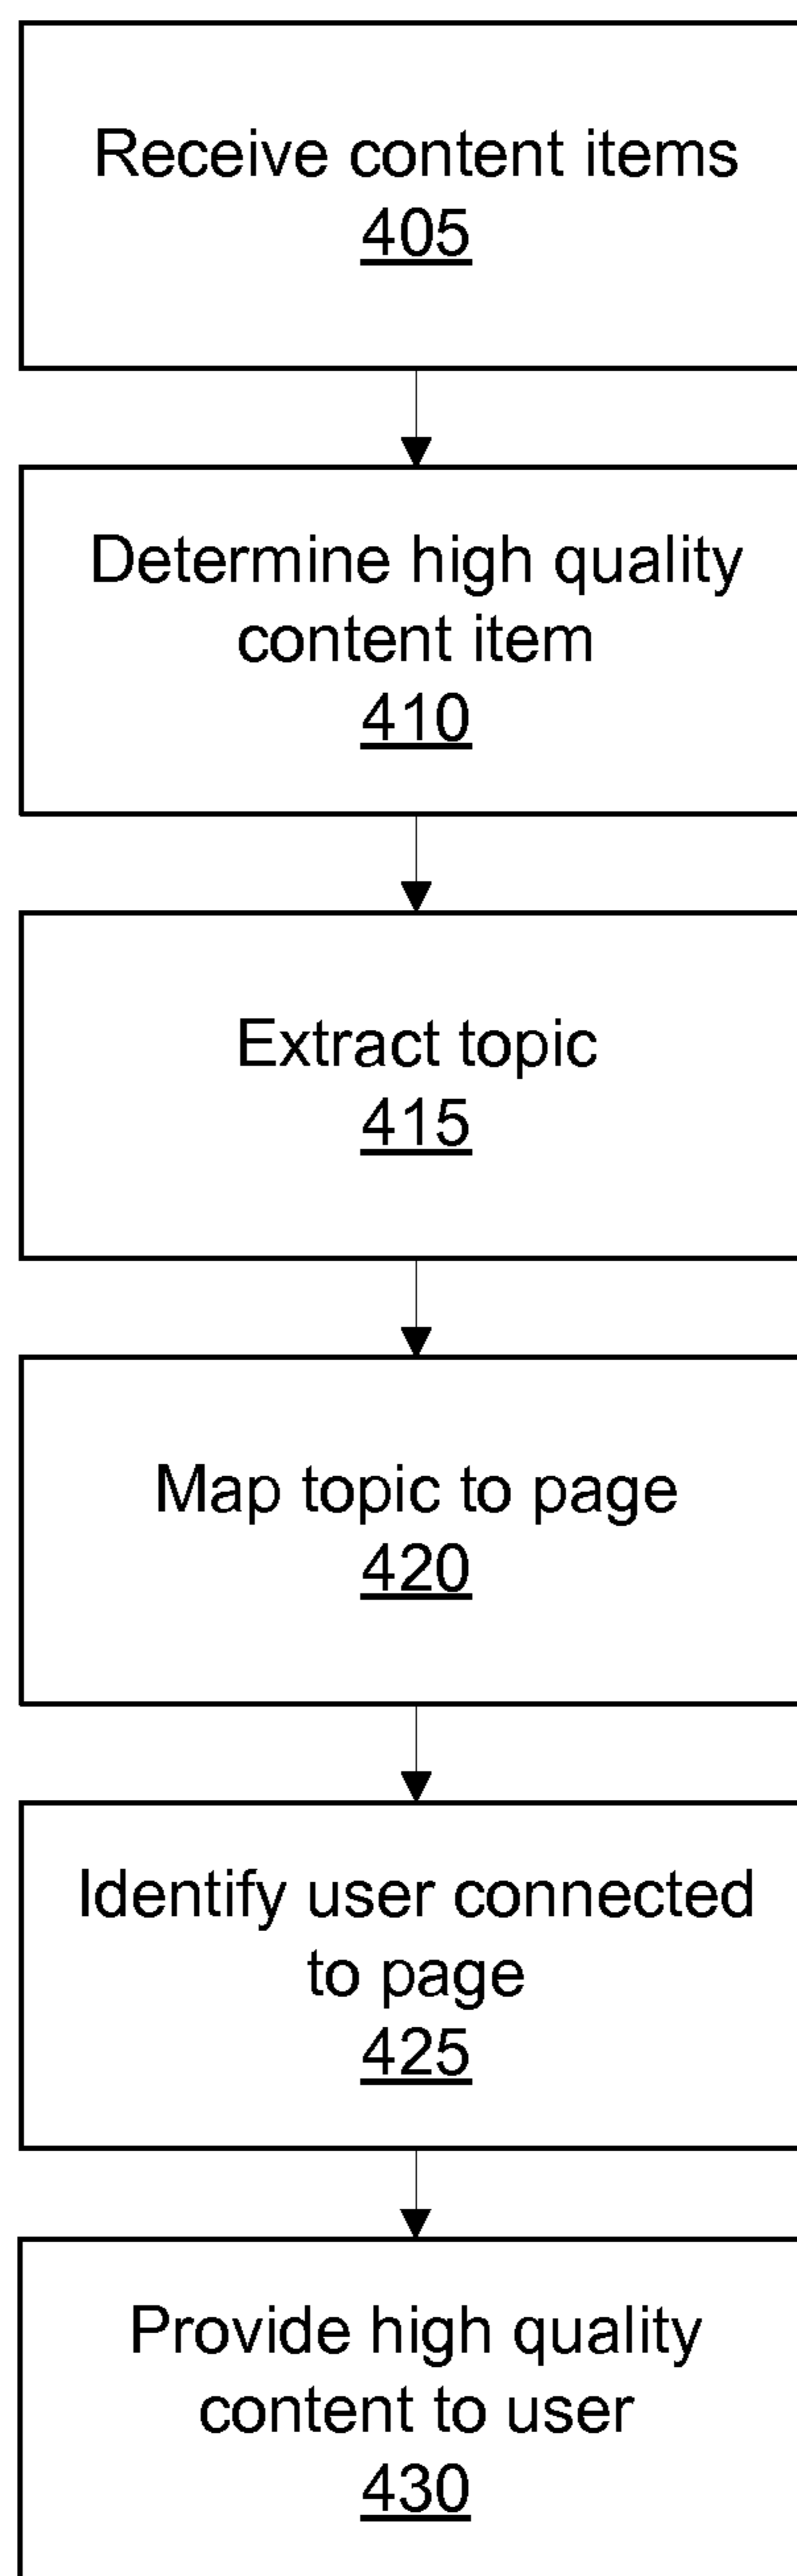 Receive content items
405
Determine high quality
content item
410
Extract topic
415
Map topic to page
420
Identify user connected
to page
425
Provide high quality
content to user
430